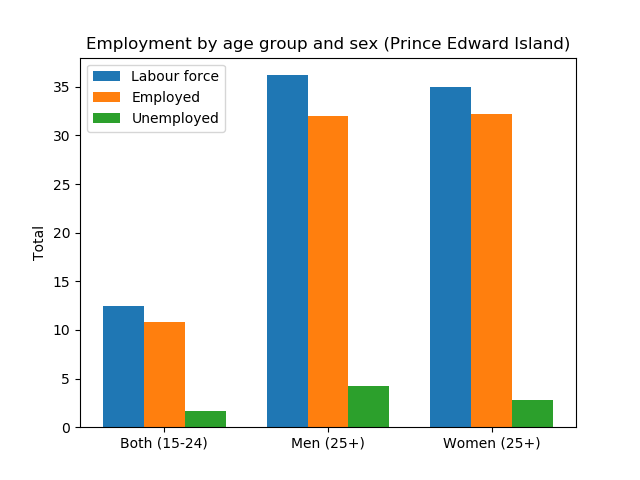 Employment by age group and sex (Prince Edward Island)
Labour force
Employed
Unemployed
35
30
25
20
15
10
5
0
Total
Both (15-24)
Men (25+)
Women (25+)